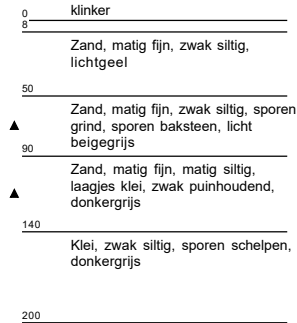 0 klinker
8
Zand, matig fijn, zwak siltig,
lichtgeel
50
Zand, matig fijn, zwak siltig, sporen
grind, sporen baksteen, licht
beigegrijs
90
Zand, matig fijn, matig siltig,
laagjes klei, zwak puinhoudend,
donkergrijs
140
Klei, zwak siltig, sporen schelpen,
donkergrijs
200